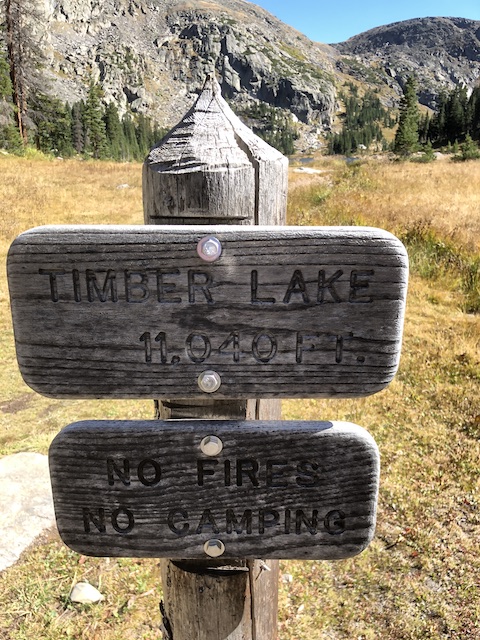 TIMBER LAKE
11,040 FT.
NO FIRES
NO CAMPING